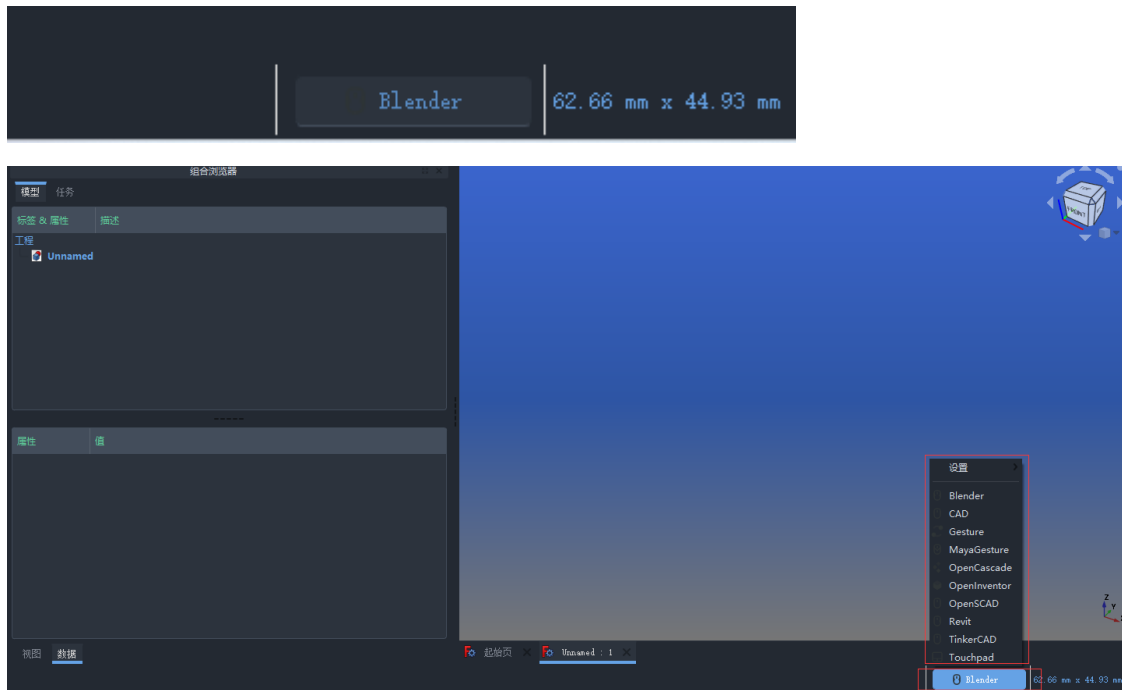 Blender
62.66 mm x 44.93 mm
组合浏览器
模型
任务
标签 & 属性
描述
工程
Unnamed
属性
值
视图
数据
起始页
Unnamed : 1
TOP
FRONT
设置
Blender
CAD
Gesture
MayaGesture
OpenCascade
OpenInventor
OpenSCAD
Revit
TinkerCAD
Touchpad
Z
Y
Blender
62.66 mm x 44.93 mm